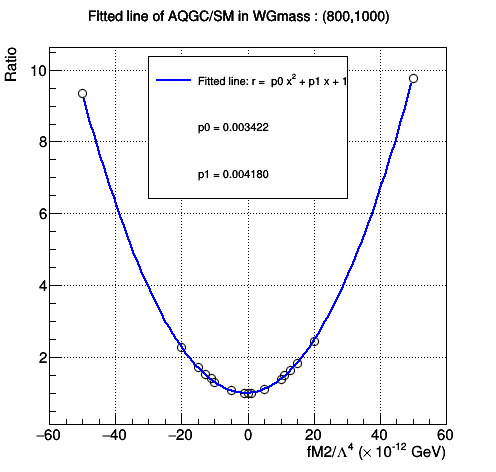 Fitted line of AQGC/SM in WGmass : (800,1000)
Ratio
Fitted line: r = p0 x² + p1 x + 1
p0 = 0.003422
p1 = 0.004180
10
8
6
4
2
−60 −40 −20 0 20 40 60
fM2/Λ⁴ (× 10⁻¹² GeV)